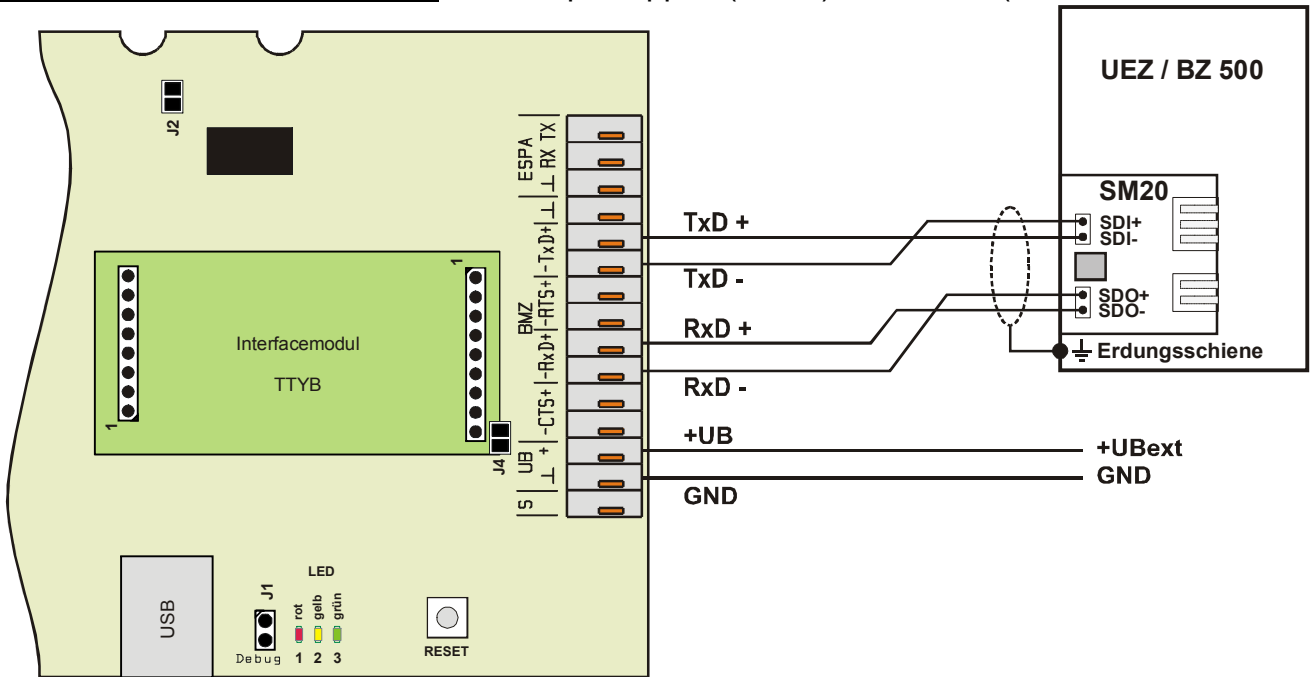 UEZ / BZ 500
J2
ESPA
⊥ RX TX
SM20
SDI+
SDI-
TxD +
TxD -
BMZ
-CTS+|-RxD+|-RTS+|-TxD+|⊥
SDO+
SDO-
RxD +
RxD -
Erdungsschiene
1
1
Interfacemodul
TTYB
J4
UB
⊥ +
S
+UB
GND
+UBext
GND
USB
J1
Debug
LED
rot
gelb
grün
1 2 3
RESET